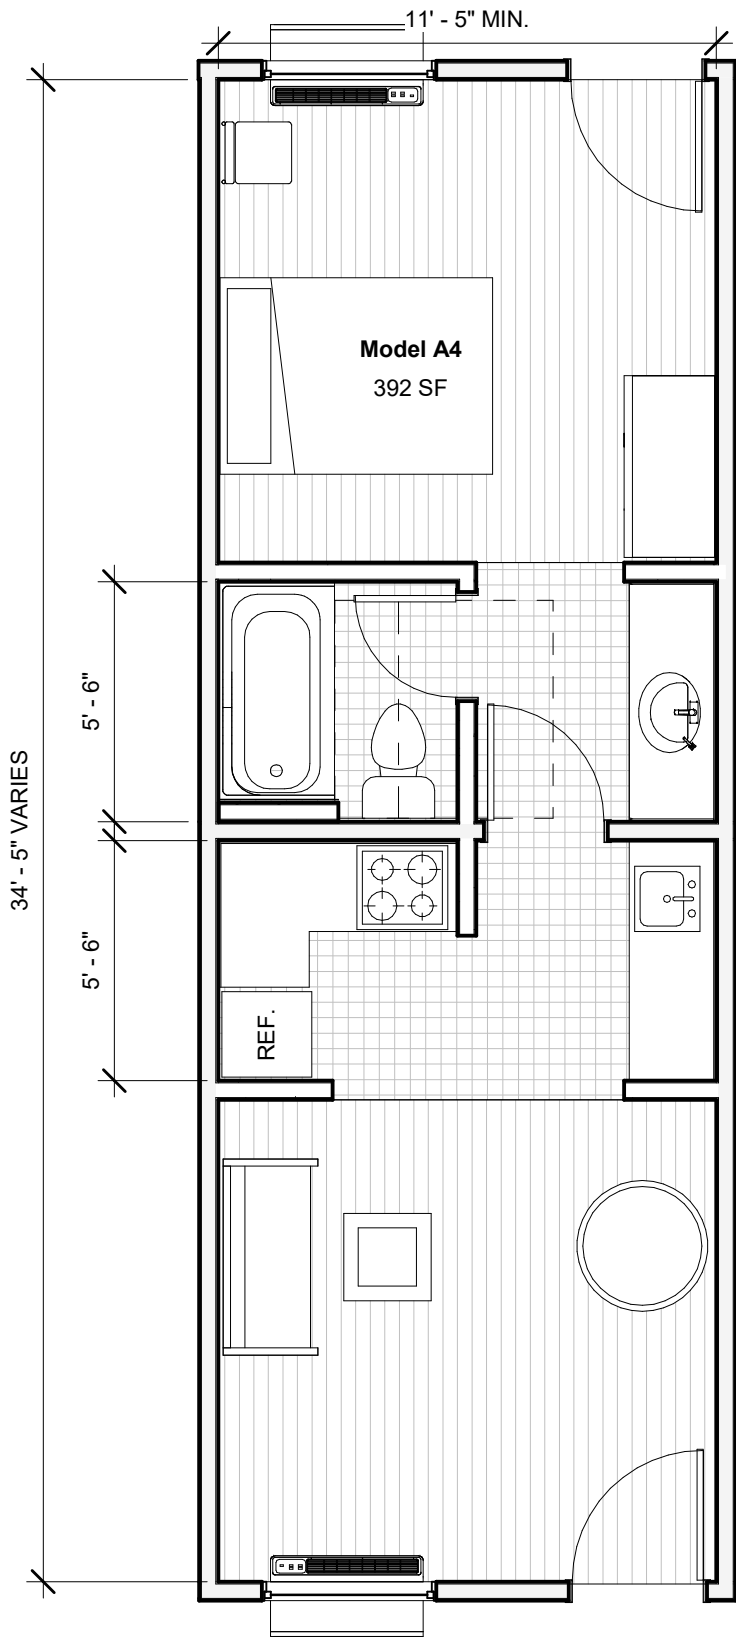 11' - 5" MIN.
Model A4
392 SF
5' - 6"
34' - 5" VARIES
5' - 6"
REF.